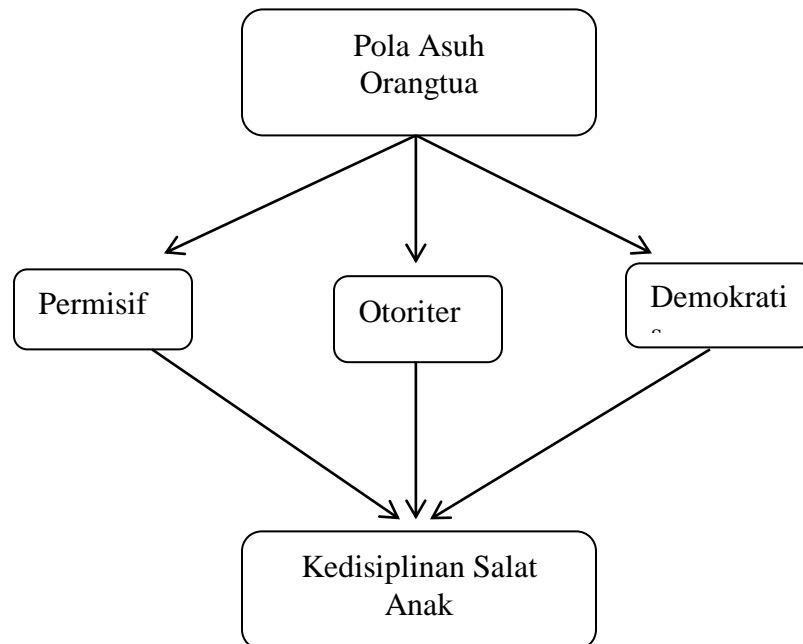 Pola Asuh
Orangtua
Permisif
Otoriter
Demokrati
s
Kedisiplinan Salat
Anak